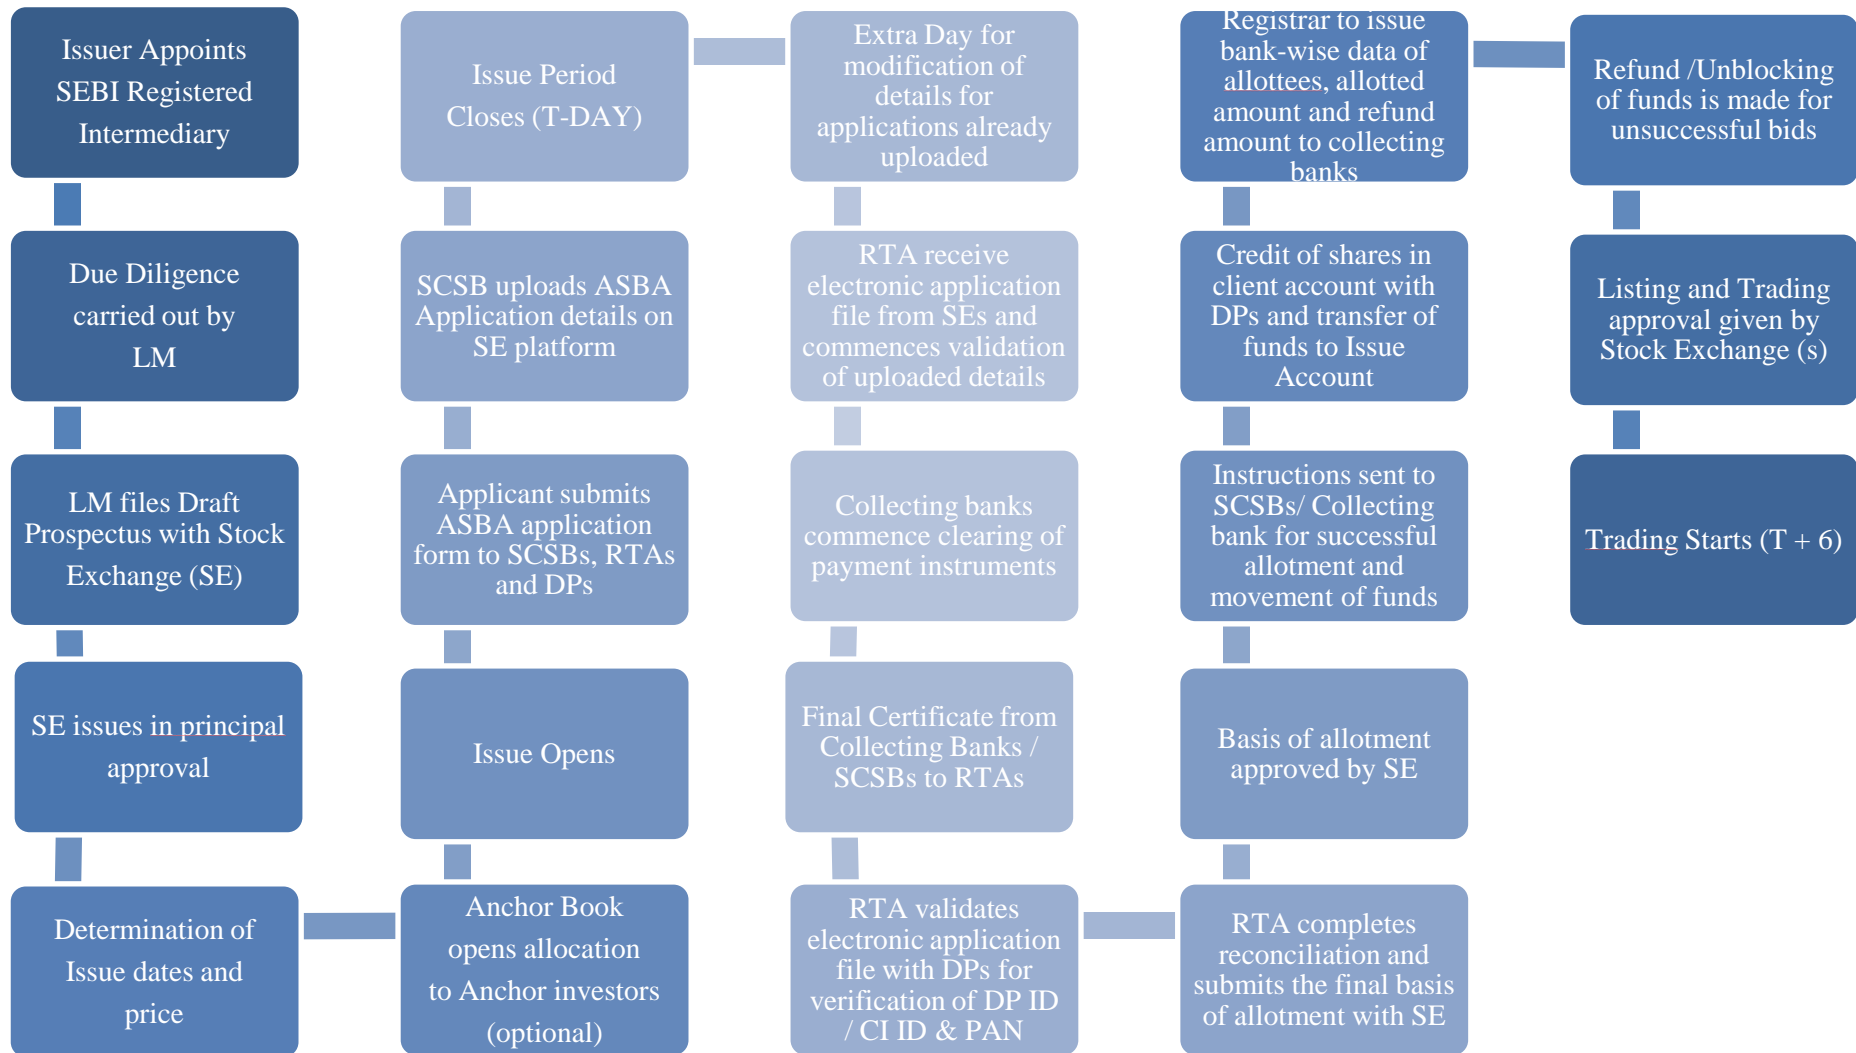 Issuer Appoints
SEBI Registered
Intermediary
Due Diligence
carried out by
LM
LM files Draft
Prospectus with Stock
Exchange (SE)
SE issues in principal
approval
Determination of
Issue dates and
price
Anchor Book
opens allocation
to Anchor investors
(optional)
Issue Opens
Applicant submits
ASBA application
form to SCSBs, RTAs
and DPs
SCSB uploads ASBA
Application details on
SE platform
Issue Period
Closes (T-DAY)
Extra Day for
modification of
details for
applications already
uploaded
RTA receive
electronic application
file from SEs and
commences validation
of uploaded details
Collecting banks
commence clearing of
payment instruments
Final Certificate from
Collecting Banks /
SCSBs to RTAs
RTA validates
electronic application
file with DPs for
verification of DP ID
/ CI ID & PAN
RTA completes
reconciliation and
submits the final basis
of allotment with SE
Basis of allotment
approved by SE
Instructions sent to
SCSBs/ Collecting
bank for successful
allotment and
movement of funds
Credit of shares in
client account with
DPs and transfer of
funds to Issue
Account
Registrar to issue
bank-wise data of
allottees, allotted
amount and refund
amount to collecting
banks
Refund /Unblocking
of funds is made for
unsuccessful bids
Listing and Trading
approval given by
Stock Exchange (s)
Trading Starts (T + 6)